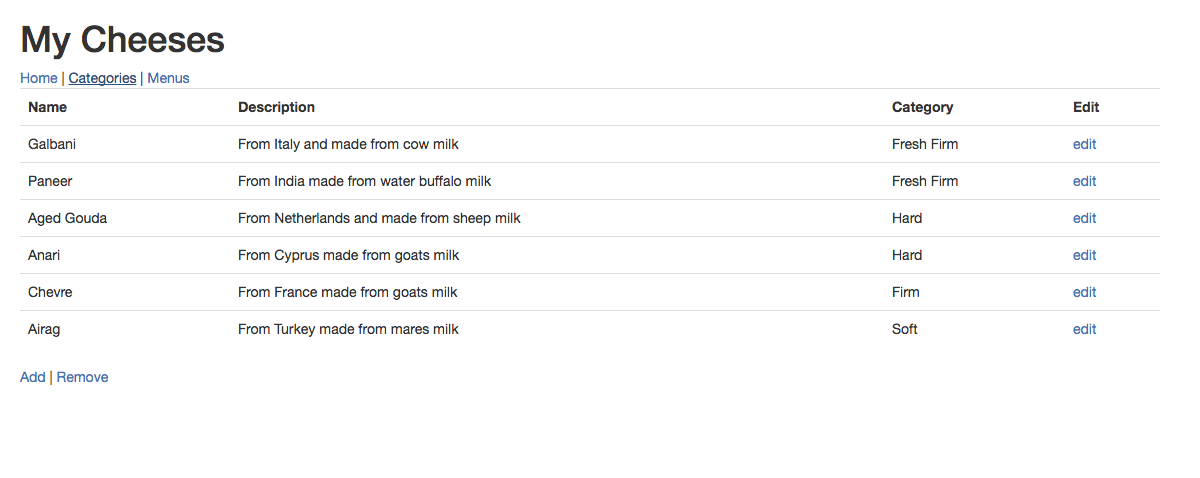 My Cheeses
Home | Categories | Menus
Name Description Category Edit
Galbani From Italy and made from cow milk Fresh Firm edit
Paneer From India made from water buffalo milk Fresh Firm edit
Aged Gouda From Netherlands and made from sheep milk Hard edit
Anari From Cyprus made from goats milk Hard edit
Chevre From France made from goats milk Firm edit
Airag From Turkey made from mares milk Soft edit
Add | Remove